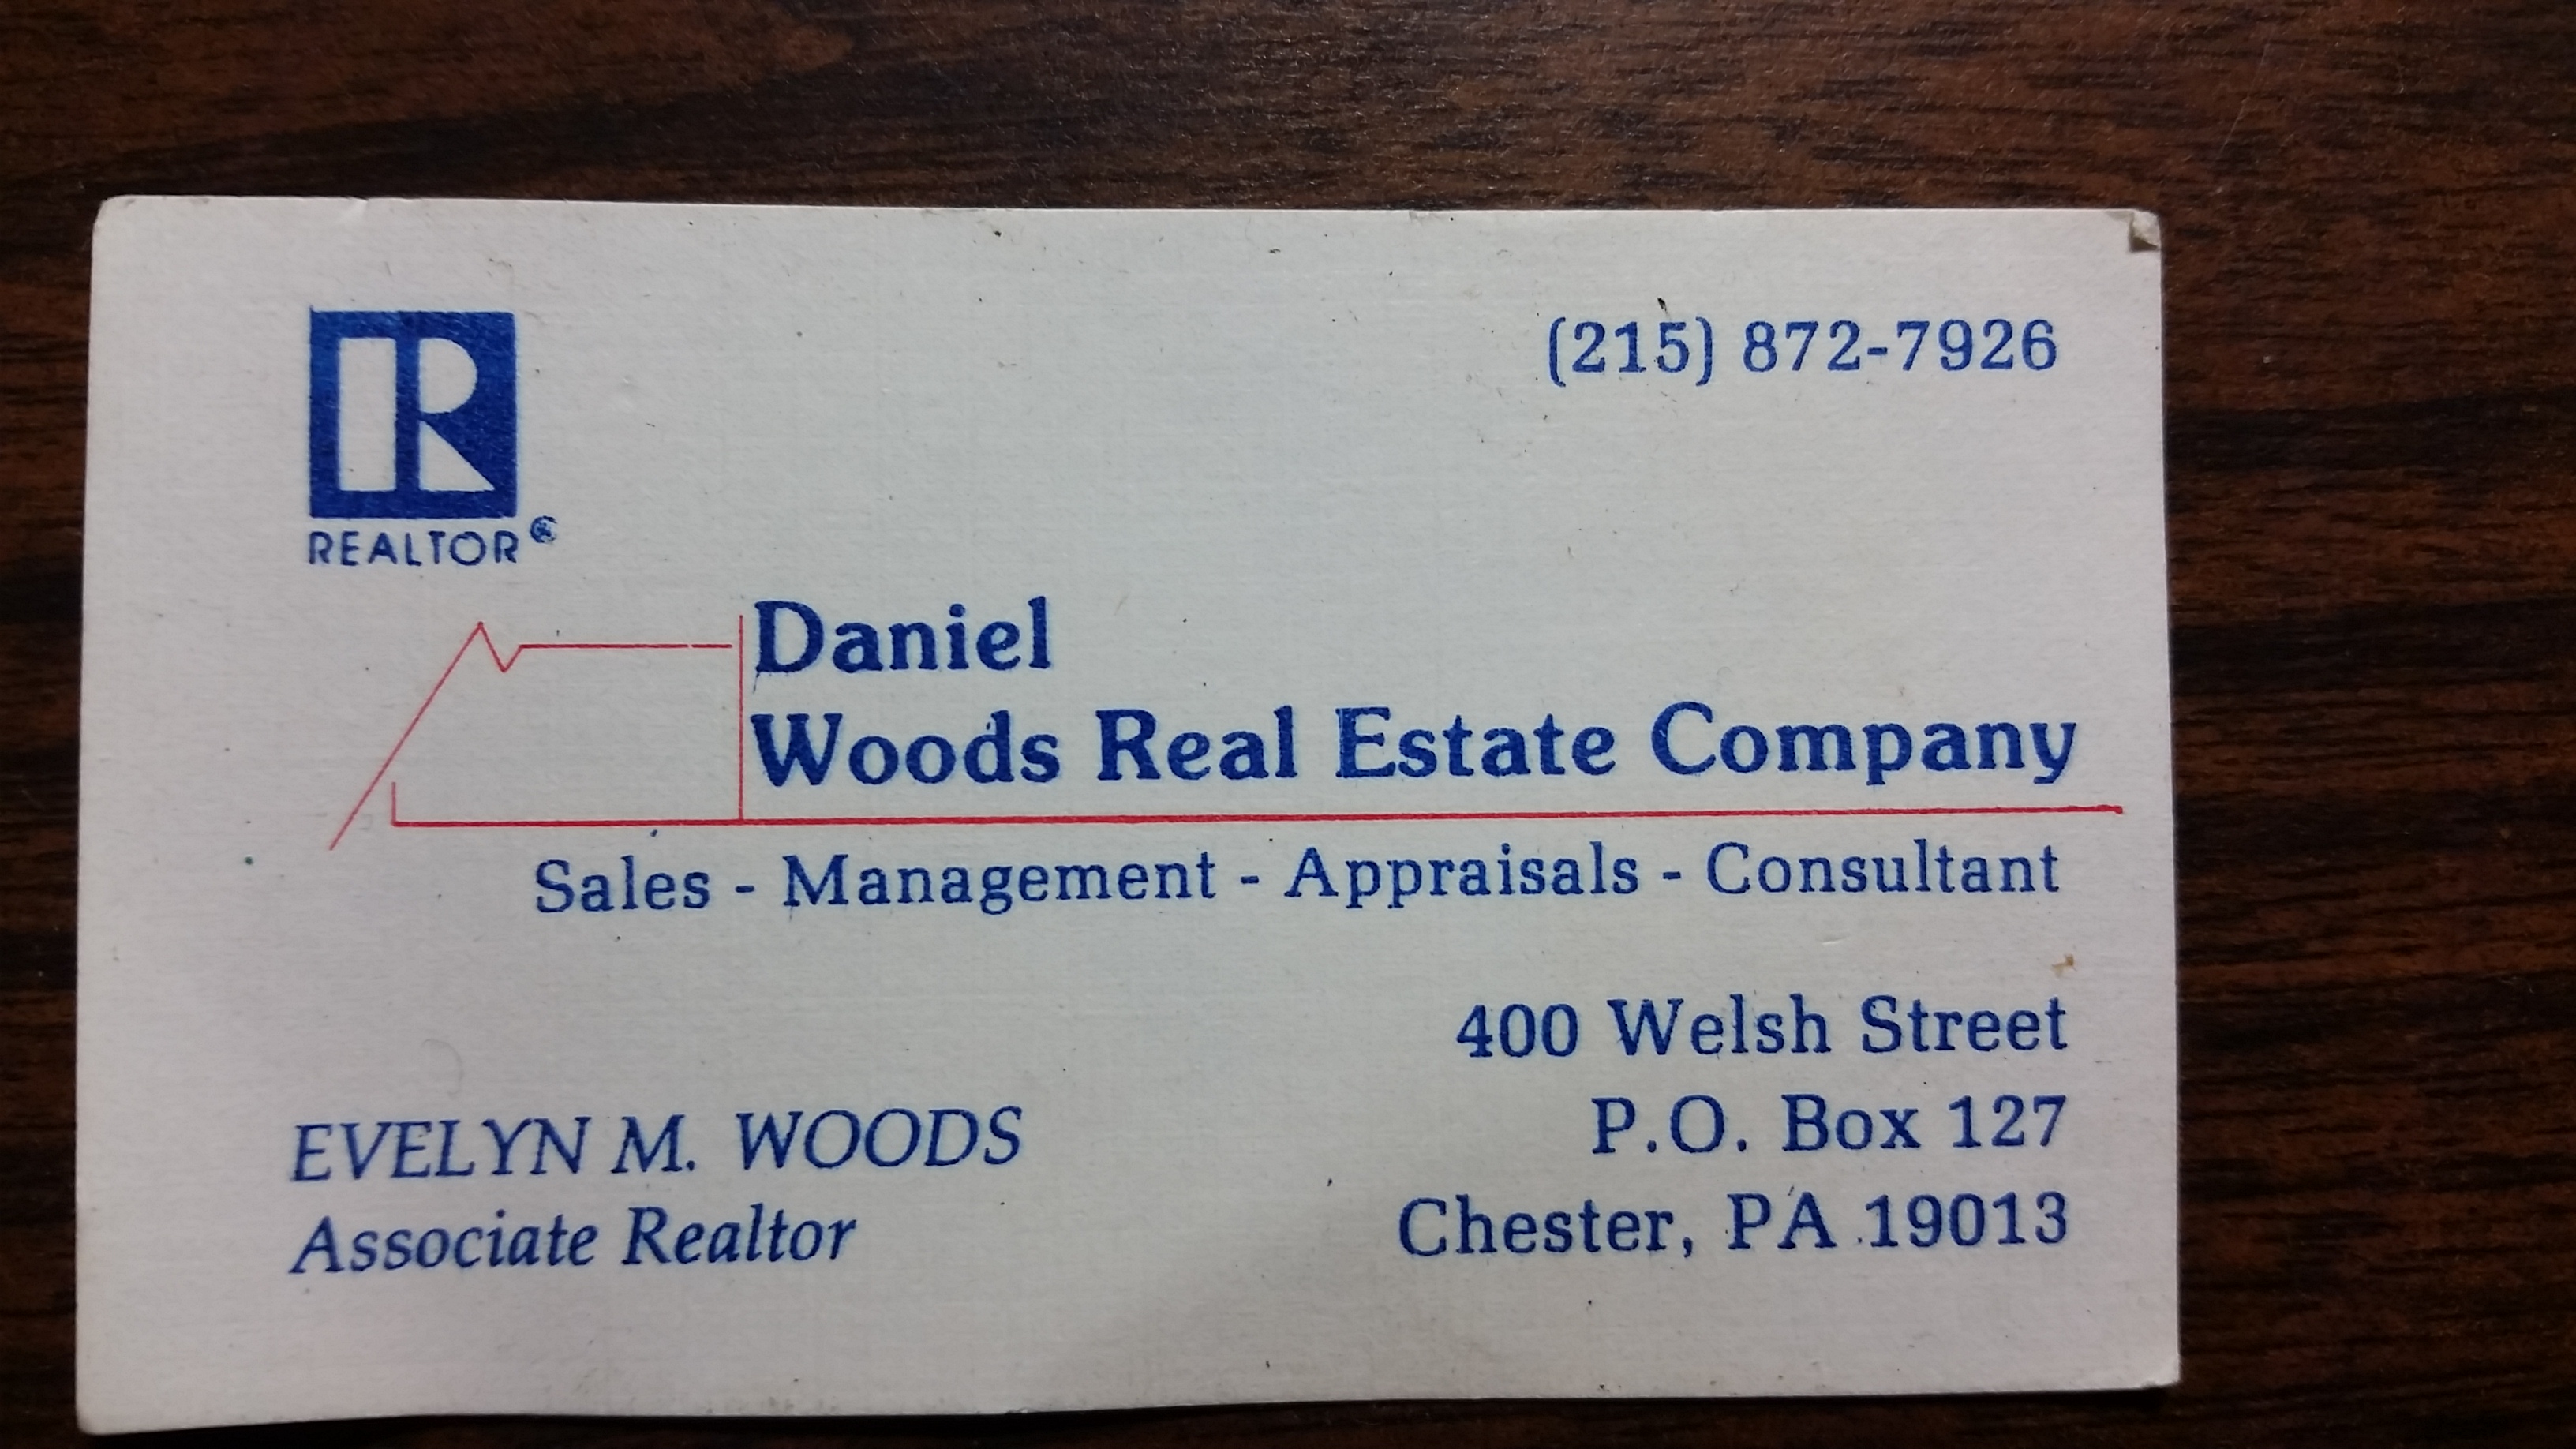 (215) 872-7926
R
REALTOR®
Daniel
Woods Real Estate Company
Sales - Management - Appraisals - Consultant
400 Welsh Street
P.O. Box 127
Chester, PA 19013
EVELYN M. WOODS
Associate Realtor